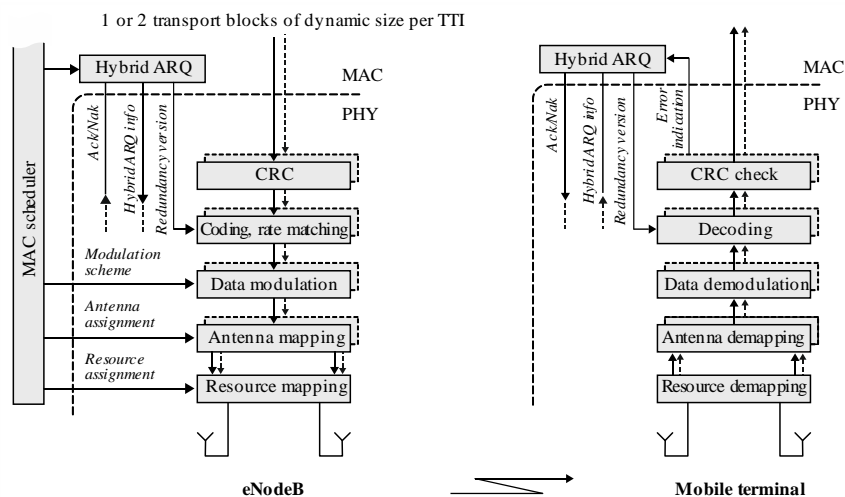 1 or 2 transport blocks of dynamic size per TTI
MAC scheduler
Hybrid ARQ
MAC
PHY
Ack/Nak
Hybrid ARQ info
Redundancy version
CRC
Coding, rate matching
Modulation
scheme
Data modulation
Antenna
assignment
Antenna mapping
Resource
assignment
Resource mapping
eNodeB
Hybrid ARQ
MAC
PHY
Ack/Nak
Hybrid ARQ info
Redundancy version
Error
indication
CRC check
Decoding
Data demodulation
Antenna demapping
Resource demapping
Mobile terminal